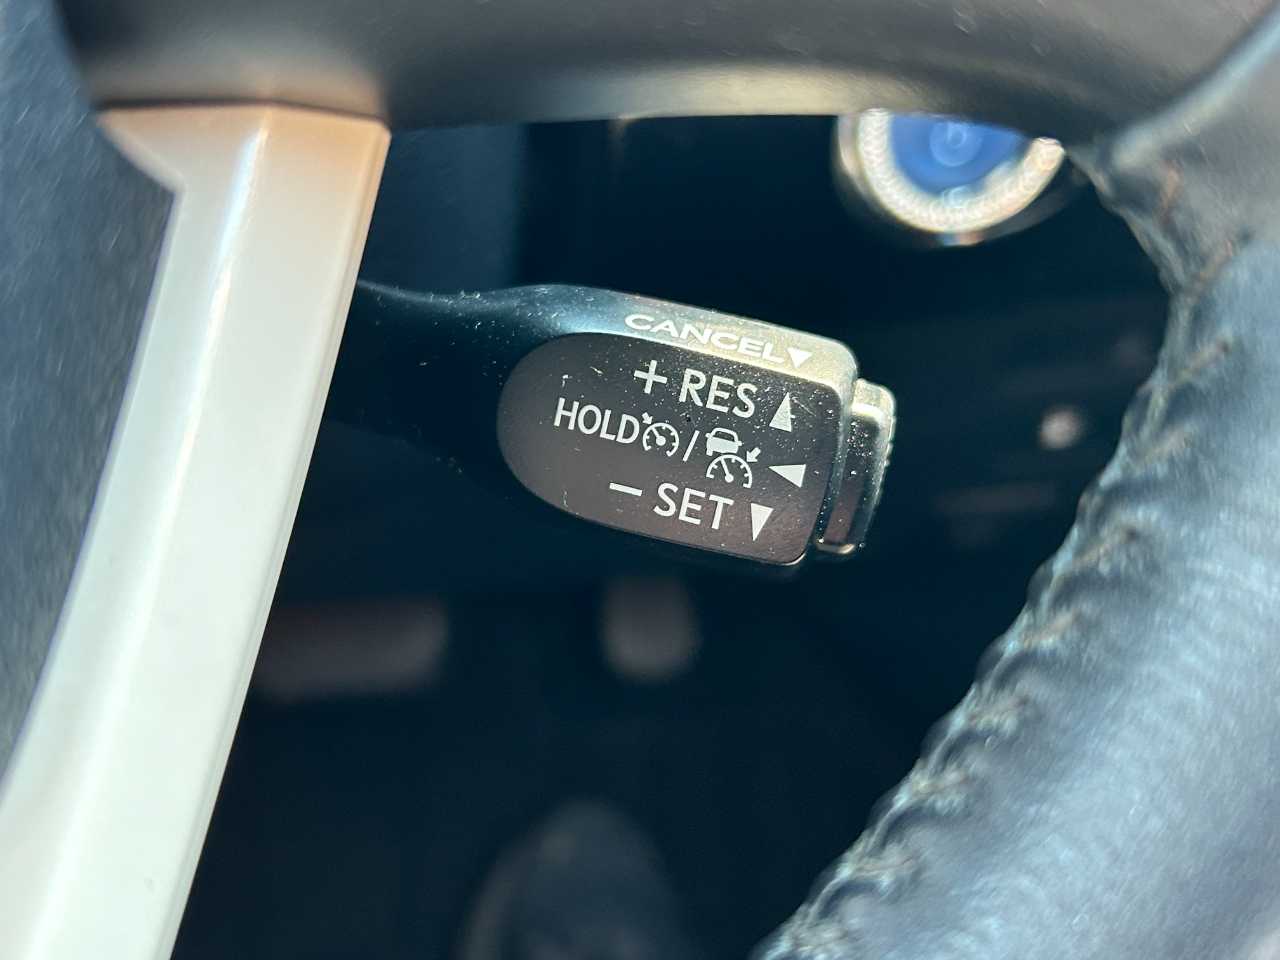 CANCEL▼
+ RES ▲
HOLD / ◀
− SET ▼